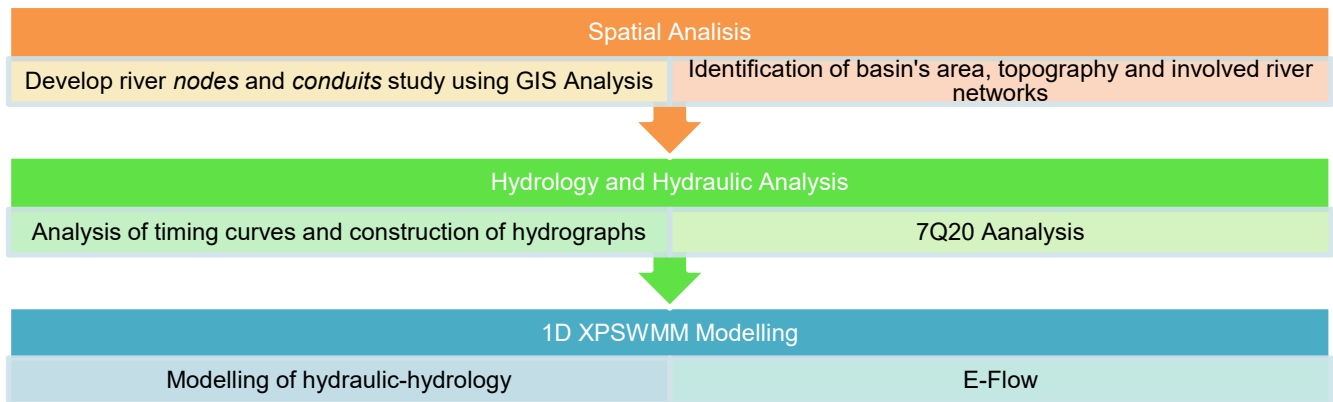 Spatial Analisis
Develop river nodes and conduits study using GIS Analysis
Identification of basin's area, topography and involved river
networks
Hydrology and Hydraulic Analysis
Analysis of timing curves and construction of hydrographs
7Q20 Aanalysis
1D XPSWMM Modelling
Modelling of hydraulic-hydrology
E-Flow